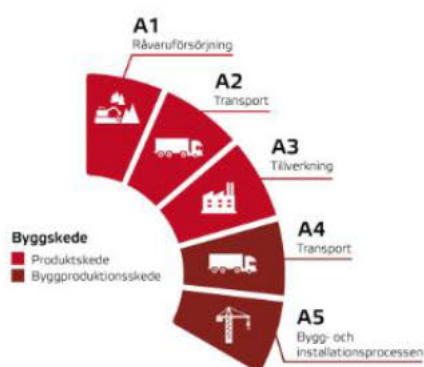 A1
Råvaruförsörjning
A2
Transport
A3
Tillverkning
Byggskede
Produktskede
Byggproduktionsskede
A4
Transport
A5
Bygg- och
installationsprocessen